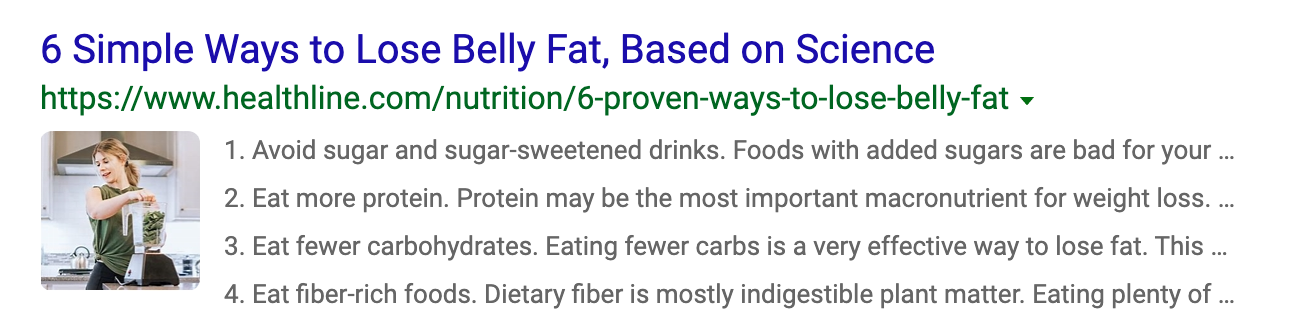 6 Simple Ways to Lose Belly Fat, Based on Science
https://www.healthline.com/nutrition/6-proven-ways-to-lose-belly-fat
1. Avoid sugar and sugar-sweetened drinks. Foods with added sugars are bad for your ...
2. Eat more protein. Protein may be the most important macronutrient for weight loss. ...
3. Eat fewer carbohydrates. Eating fewer carbs is a very effective way to lose fat. This ...
4. Eat fiber-rich foods. Dietary fiber is mostly indigestible plant matter. Eating plenty of ...